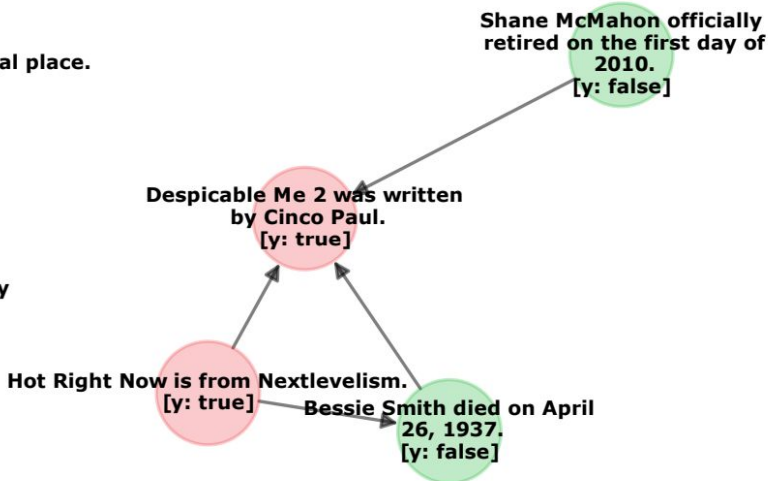 Shane McMahon officially
retired on the first day of
2010.
[y: false]
al place.
Despicable Me 2 was written
by Cinco Paul.
[y: true]
y
Hot Right Now is from Nextlevelism.
[y: true]
Bessie Smith died on April
26, 1937.
[y: false]